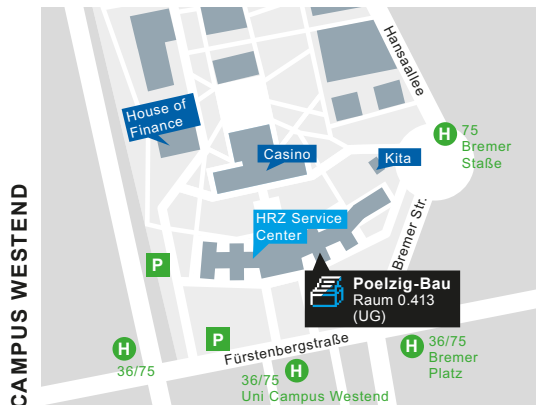 CAMPUS WESTEND
Hansaallee
House of
Finance
H
75
Bremer
Staße
Casino
Kita
HRZ Service
Center
Bremer Str.
P
Poelzig-Bau
Raum 0.413
(UG)
P
Fürstenbergstraße
H
36/75
H
36/75
Uni Campus Westend
H
36/75
Bremer
Platz